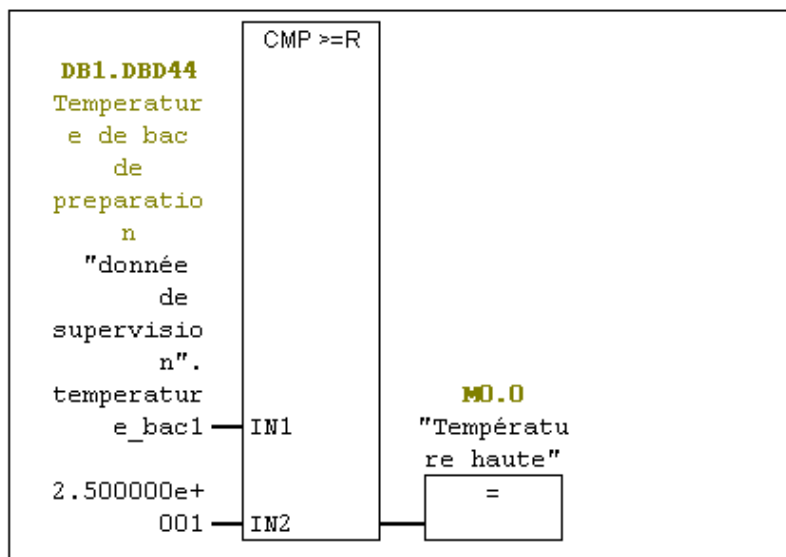 CMP >=R
DB1.DBD44
Temperatur
e de bac
de
preparatio
n
"donnée
de
supervisio
n".
temperatur
e_bac1
IN1
M0.0
"Températu
re haute"
2.500000e+
001
IN2
=